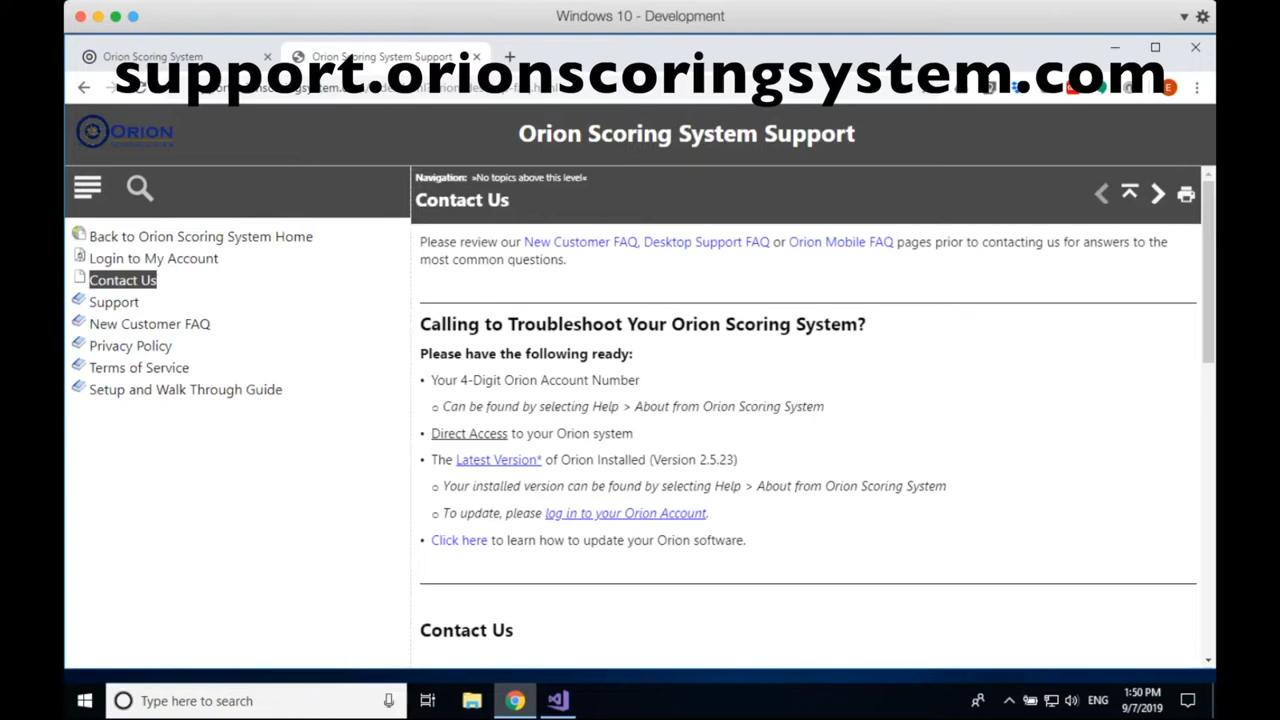 Windows 10 - Development
Orion Scoring System
Orion Scoring System Support
support.orionscoringsystem.com
ORION
Orion Scoring System Support
Navigation: »No topics above this level«
Contact Us
Back to Orion Scoring System Home
Login to My Account
Contact Us
Support
New Customer FAQ
Privacy Policy
Terms of Service
Setup and Walk Through Guide
Please review our New Customer FAQ, Desktop Support FAQ or Orion Mobile FAQ pages prior to contacting us for answers to the
most common questions.
Calling to Troubleshoot Your Orion Scoring System?
Please have the following ready:
• Your 4-Digit Orion Account Number
o Can be found by selecting Help > About from Orion Scoring System
• Direct Access to your Orion system
• The Latest Version* of Orion Installed (Version 2.5.23)
o Your installed version can be found by selecting Help > About from Orion Scoring System
o To update, please log in to your Orion Account.
• Click here to learn how to update your Orion software.
Contact Us
Type here to search
ENG
1:50 PM
9/7/2019